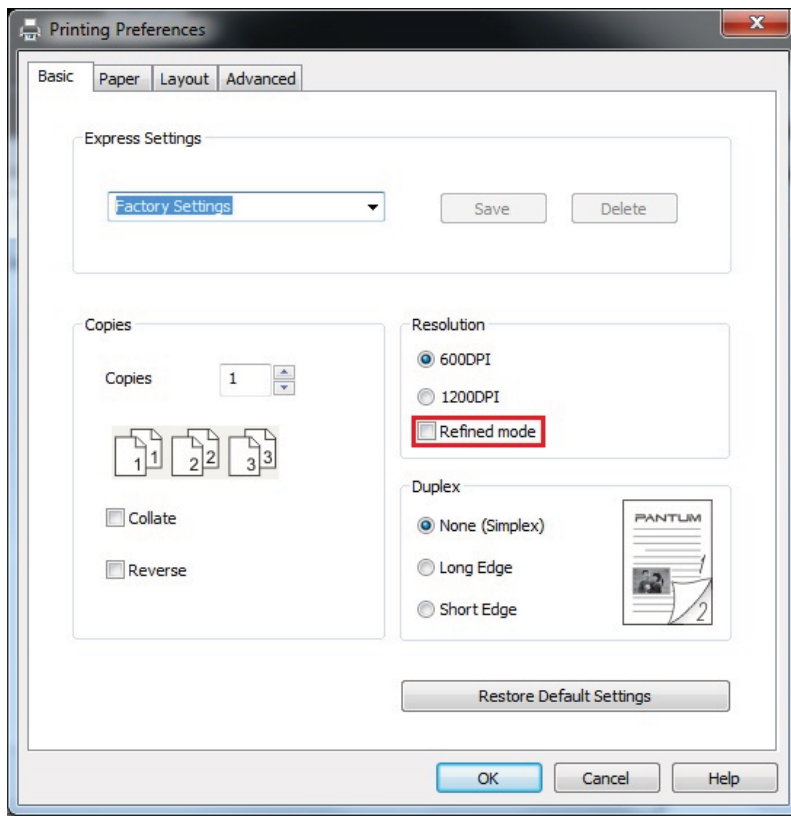 Printing Preferences
Basic Paper Layout Advanced
Express Settings
Factory Settings Save Delete
Copies
Copies 1
1 1 2 2 3 3
Collate
Reverse
Resolution
600DPI
1200DPI
Refined mode
Duplex
None (Simplex)
Long Edge
Short Edge
PANTUM
1
2
Restore Default Settings
OK Cancel Help